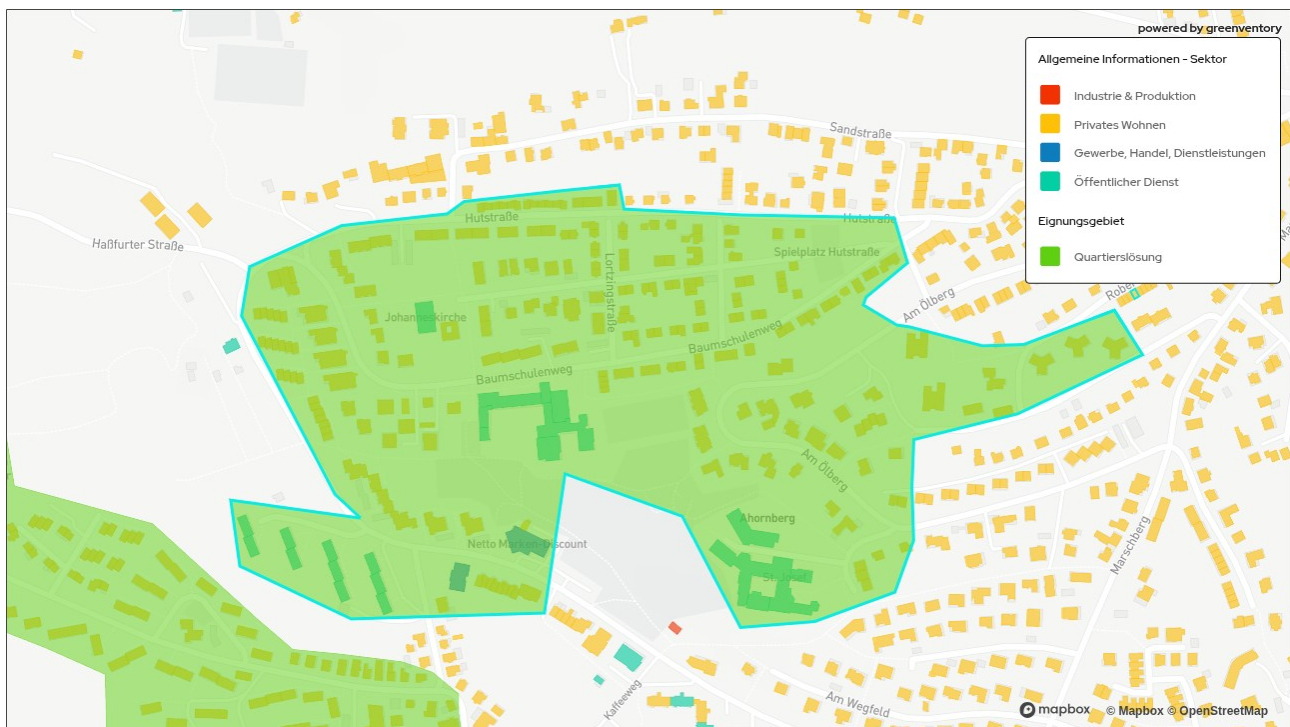 powered by greenventory
Allgemeine Informationen - Sektor
Industrie & Produktion
Privates Wohnen
Gewerbe, Handel, Dienstleistungen
Öffentlicher Dienst
Eignungsgebiet
Quartierslösung
Sandstraße
Hutstraße
Hutstraße
Haßfurter Straße
Spielplatz Hutstraße
Lortzingstraße
Am Ölberg
Johanneskirche
Baumschulenweg
Baumschulenweg
Am Ölberg
Ahornberg
Netto Marken-Discount
St. Josef
Marschberg
Kaffeeweg
Am Wegfeld
mapbox © Mapbox © OpenStreetMap